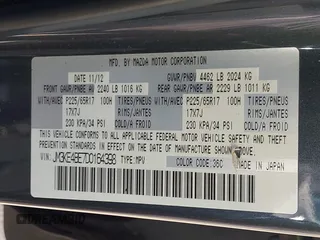 MFD. BY MAZDA MOTOR CORPORATION
DATE 11/12 GVWR/PNBV 4462 LB 2024 KG
FRONT GAWR/PNBE AV 2240 LB 1016 KG REAR GAWR/PNBE AR 2229 LB 1011 KG
WITH/AVEC P225/65R17 100H TIRES/PNEUS WITH/AVEC P225/65R17 100H TIRES/PNEUS
17X7J RIMS/JANTES 17X7J RIMS/JANTES
230 KPA/34 PSI COLD/A FROID 230 KPA/34 PSI COLD/A FROID
THIS VEHICLE CONFORMS TO ALL APPLICABLE FEDERAL MOTOR VEHICLE SAFETY
AND THEFT PREVENTION STANDARDS IN EFFECT ON THE DATE OF MANUFACTURE
SHOWN ABOVE.
VIN: JM3KE4BE7D0164398 TYPE:MPV COLOR CODE:36C MADE IN JAPAN